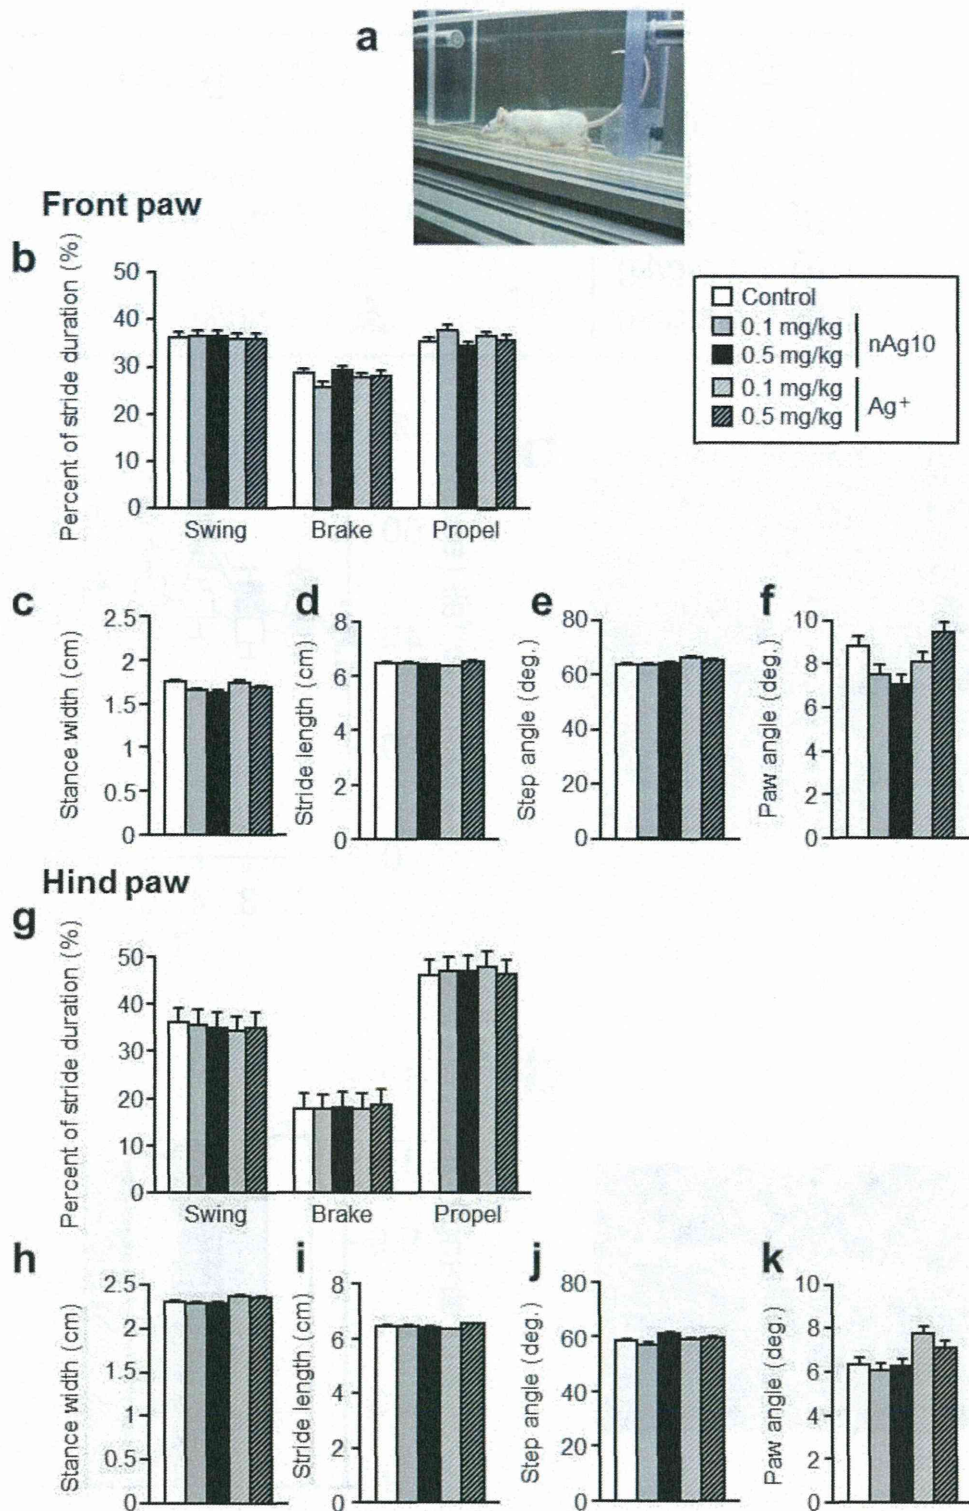 a
Front paw
b
Percent of stride duration (%)
50
40
30
20
10
0
Swing
Brake
Propel
Control
0.1 mg/kg
0.5 mg/kg
nAg10
0.1 mg/kg
0.5 mg/kg
Ag⁺
c
Stance width (cm)
2.5
2
1.5
1
0.5
0
d
Stride length (cm)
8
6
4
2
0
e
Step angle (deg.)
80
60
40
20
0
f
Paw angle (deg.)
10
8
6
4
2
0
Hind paw
g
Percent of stride duration (%)
50
40
30
20
10
0
Swing
Brake
Propel
h
Stance width (cm)
2.5
2
1.5
1
0.5
0
i
Stride length (cm)
8
6
4
2
0
j
Step angle (deg.)
80
60
40
20
0
k
Paw angle (deg.)
10
8
6
4
2
0